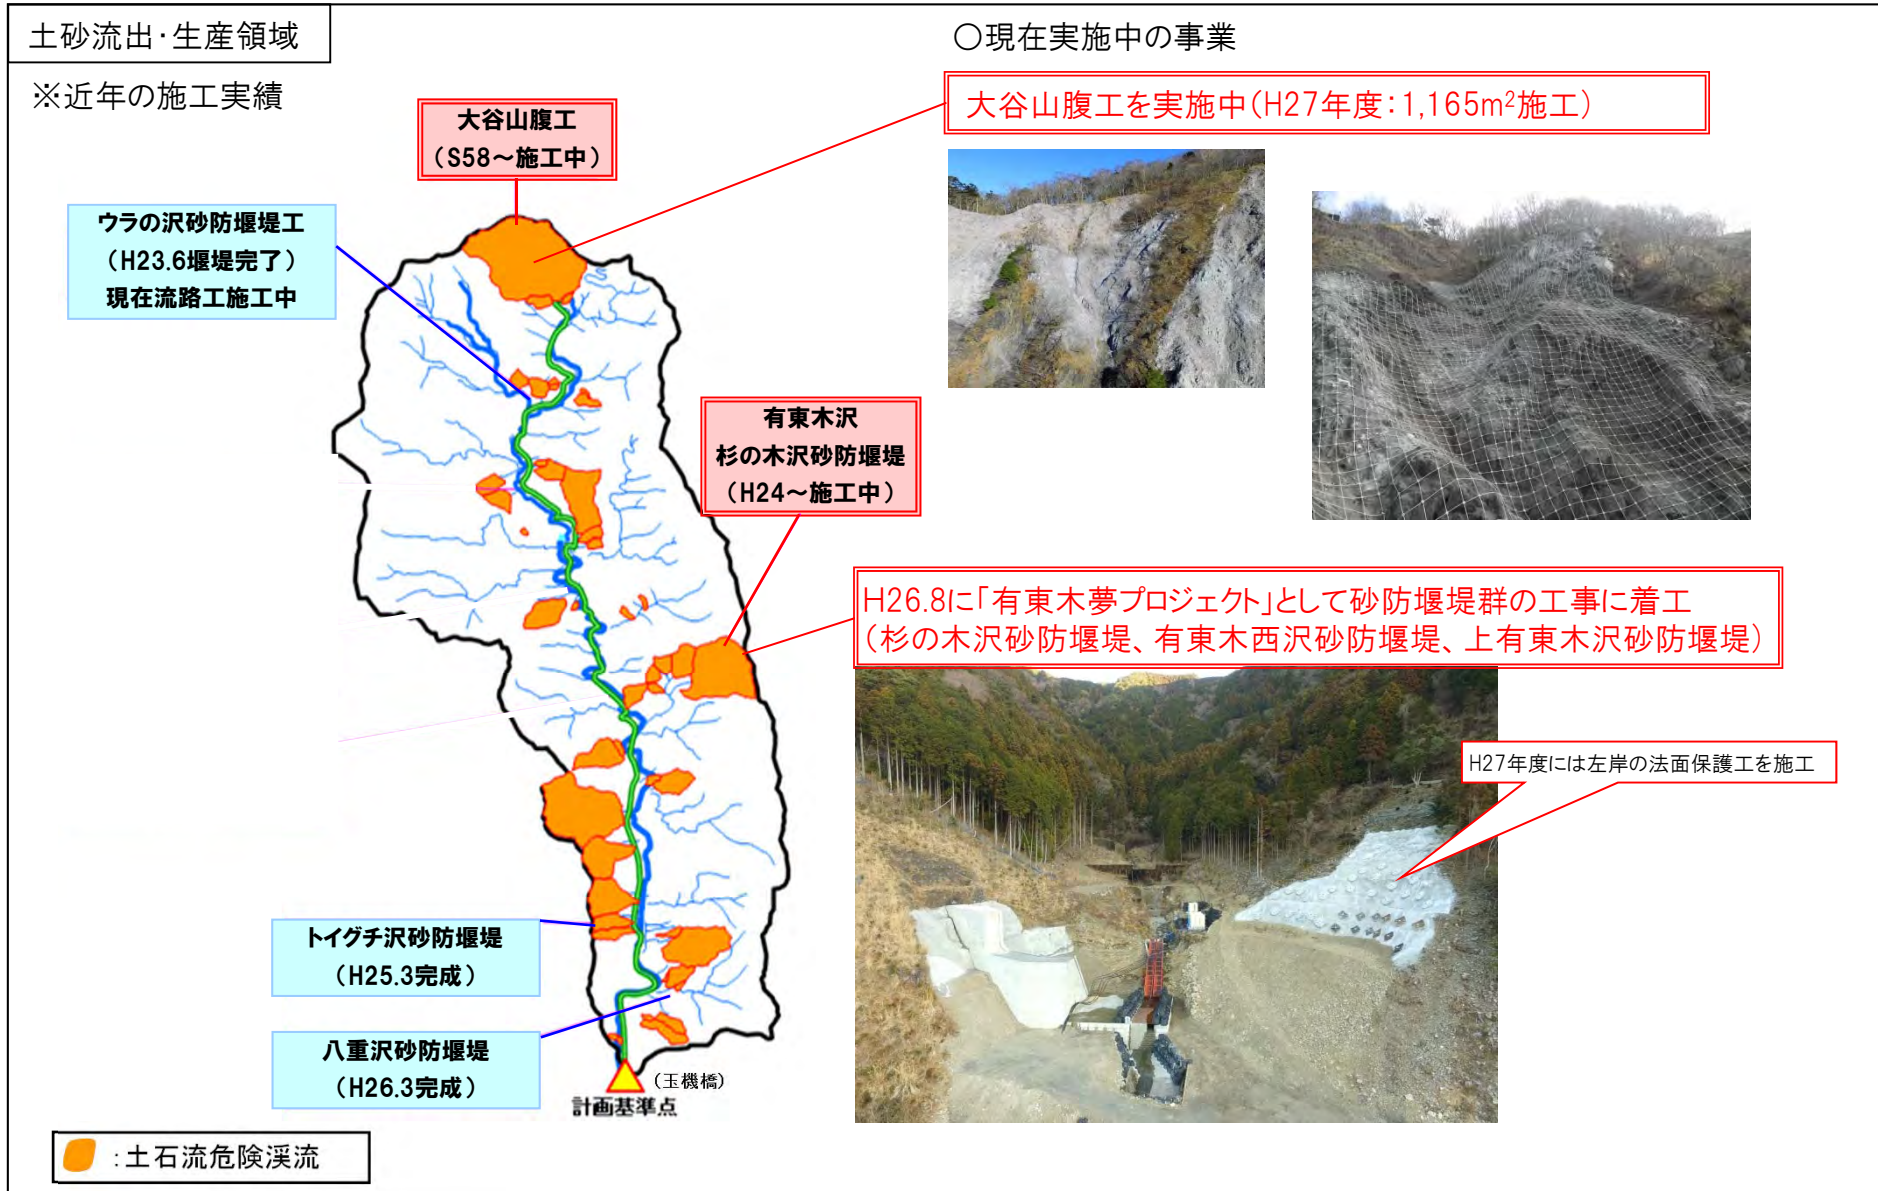 土砂流出・生産領域
※近年の施工実績
○現在実施中の事業
大谷山腹工を実施中(H27年度:1,165m²施工)
大谷山腹工
(S58～施工中)
ウラの沢砂防堰堤工
(H23.6堰堤完了)
現在流路工施工中
有東木沢
杉の木沢砂防堰堤
(H24～施工中)
H26.8に「有東木夢プロジェクト」として砂防堰堤群の工事に着工
(杉の木沢砂防堰堤、有東木西沢砂防堰堤、上有東木沢砂防堰堤)
H27年度には左岸の法面保護工を施工
トイグチ沢砂防堰堤
(H25.3完成)
八重沢砂防堰堤
(H26.3完成)
(玉機橋)
計画基準点
:土石流危険渓流